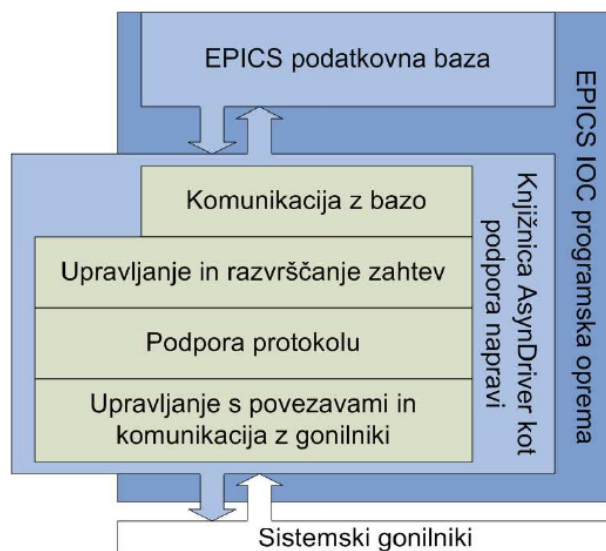 EPICS podatkovna baza
EPICS IOC programska oprema
Knjižnica AsynDriver kot
podpora napravi
Komunikacija z bazo
Upravljanje in razvrščanje zahtev
Podpora protokolu
Upravljanje s povezavami in
komunikacija z gonilniki
Sistemski gonilniki